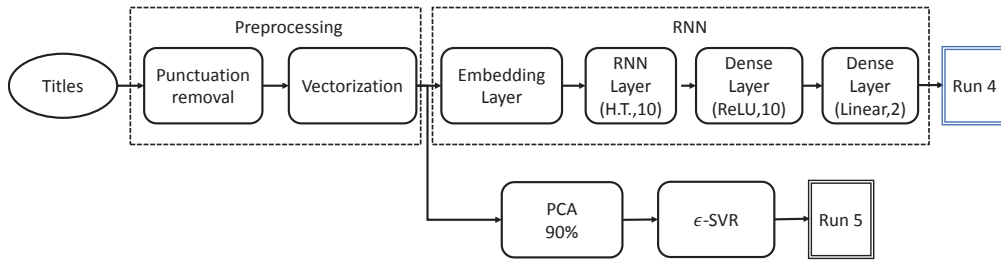 Preprocessing
RNN
Titles
Punctuation
removal
Vectorization
Embedding
Layer
RNN
Layer
(H.T.,10)
Dense
Layer
(ReLU,10)
Dense
Layer
(Linear,2)
Run 4
PCA
90%
ϵ-SVR
Run 5